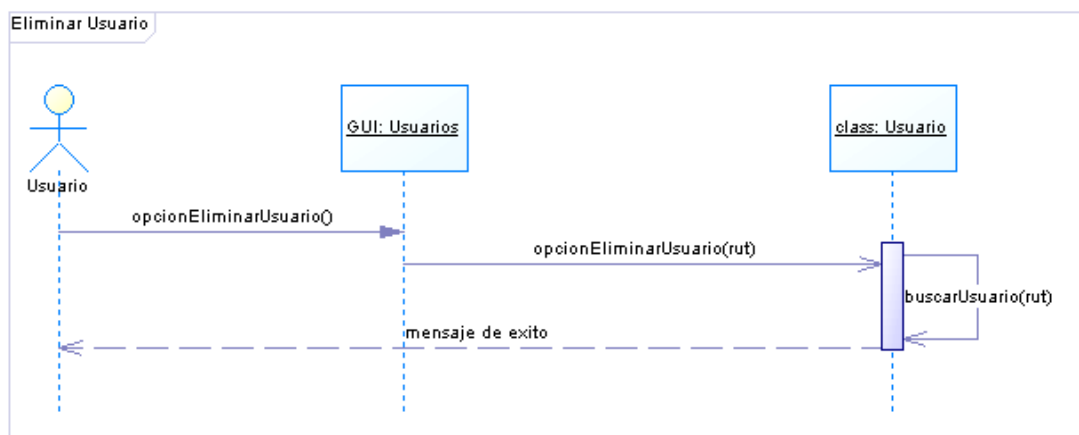 Eliminar Usuario
GUI: Usuarios
class: Usuario
Usuario
opcionEliminarUsuario()
opcionEliminarUsuario(rut)
buscarUsuario(rut)
mensaje de exito